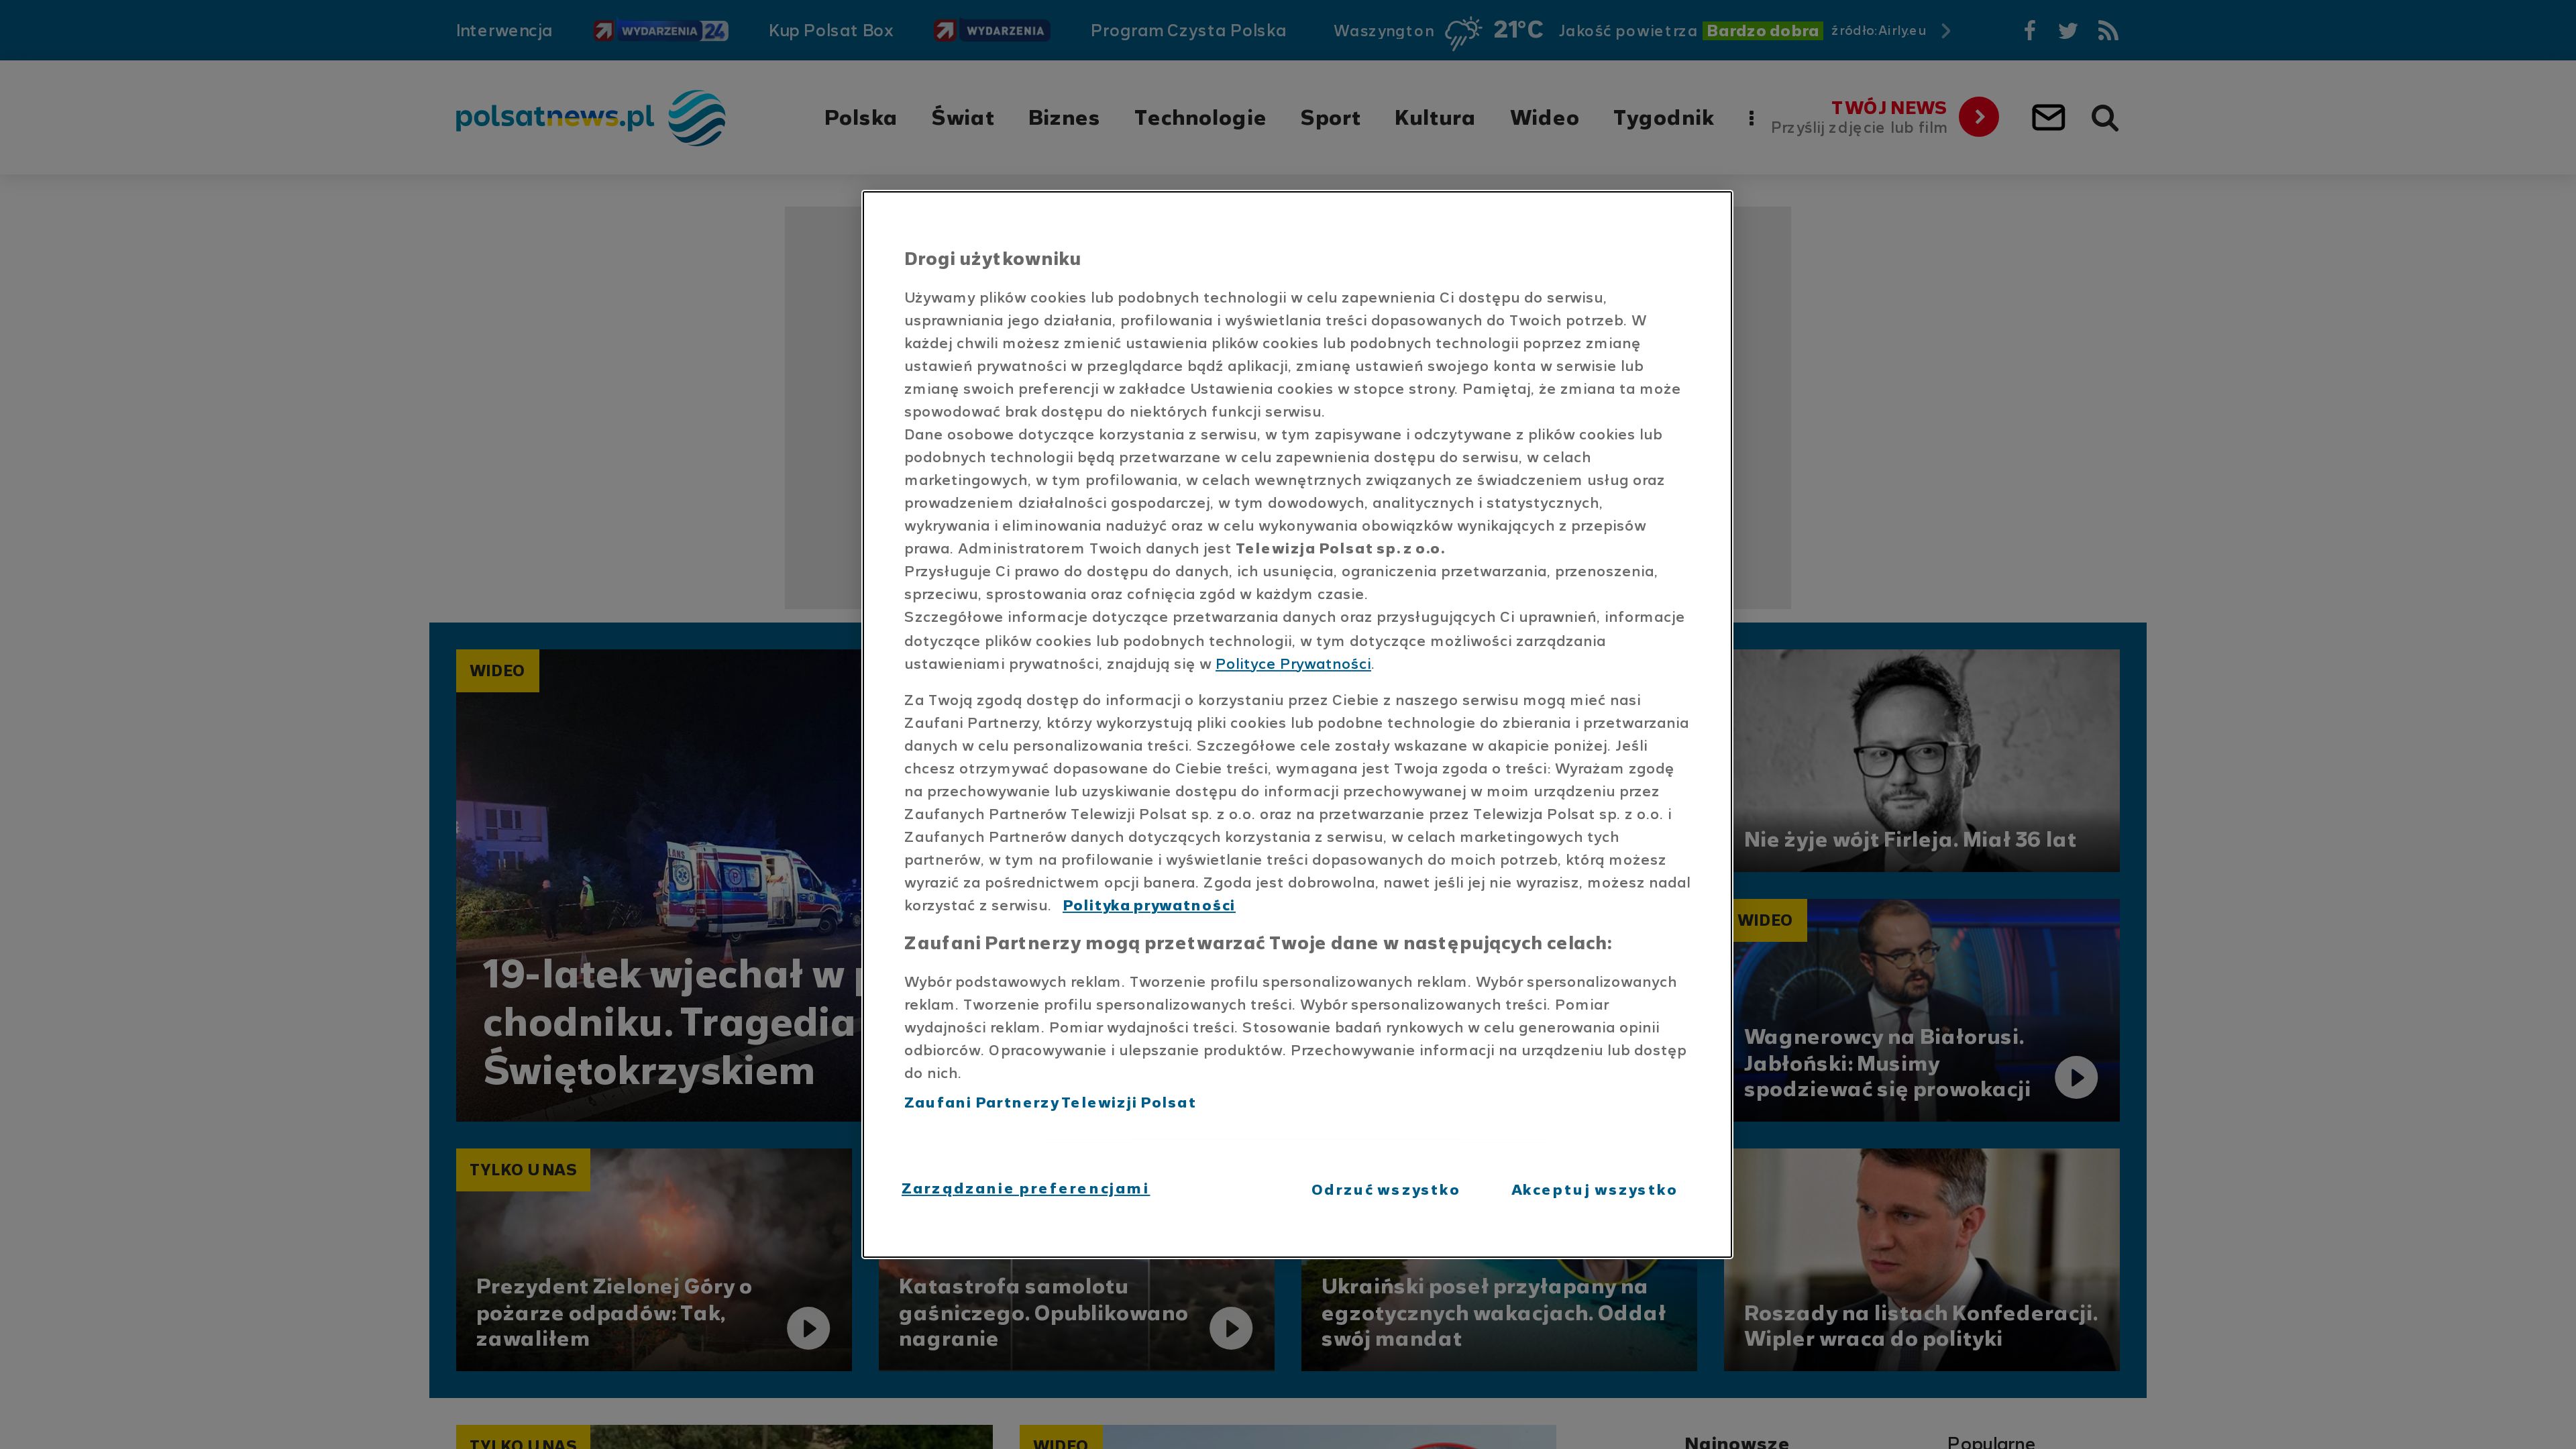 Interwencja
WYDARZENIA 24
Kup Polsat Box
WYDARZENIA
Program Czysta Polska
Waszyngton
21°C
Jakość powietrza Bardzo dobra źródło:Airly.eu
polsatnews.pl
Polska
Świat
Biznes
Technologie
Sport
Kultura
Wideo
Tygodnik
TWÓJ NEWS
Przyślij zdjęcie lub film
Drogi użytkowniku
Używamy plików cookies lub podobnych technologii w celu zapewnienia Ci dostępu do serwisu,
usprawniania jego działania, profilowania i wyświetlania treści dopasowanych do Twoich potrzeb. W
każdej chwili możesz zmienić ustawienia plików cookies lub podobnych technologii poprzez zmianę
ustawień prywatności w przeglądarce bądź aplikacji, zmianę ustawień swojego konta w serwisie lub
zmianę swoich preferencji w zakładce Ustawienia cookies w stopce strony. Pamiętaj, że zmiana ta może
spowodować brak dostępu do niektórych funkcji serwisu.
Dane osobowe dotyczące korzystania z serwisu, w tym zapisywane i odczytywane z plików cookies lub
podobnych technologii będą przetwarzane w celu zapewnienia dostępu do serwisu, w celach
marketingowych, w tym profilowania, w celach wewnętrznych związanych ze świadczeniem usług oraz
prowadzeniem działalności gospodarczej, w tym dowodowych, analitycznych i statystycznych,
wykrywania i eliminowania nadużyć oraz w celu wykonywania obowiązków wynikających z przepisów
prawa. Administratorem Twoich danych jest Telewizja Polsat sp. z o.o.
Przysługuje Ci prawo do dostępu do danych, ich usunięcia, ograniczenia przetwarzania, przenoszenia,
sprzeciwu, sprostowania oraz cofnięcia zgód w każdym czasie.
Szczegółowe informacje dotyczące przetwarzania danych oraz przysługujących Ci uprawnień, informacje
dotyczące plików cookies lub podobnych technologii, w tym dotyczące możliwości zarządzania
ustawieniami prywatności, znajdują się w Polityce Prywatności.
Za Twoją zgodą dostęp do informacji o korzystaniu przez Ciebie z naszego serwisu mogą mieć nasi
Zaufani Partnerzy, którzy wykorzystują pliki cookies lub podobne technologie do zbierania i przetwarzania
danych w celu personalizowania treści. Szczegółowe cele zostały wskazane w akapicie poniżej. Jeśli
chcesz otrzymywać dopasowane do Ciebie treści, wymagana jest Twoja zgoda o treści: Wyrażam zgodę
na przechowywanie lub uzyskiwanie dostępu do informacji przechowywanej w moim urządzeniu przez
Zaufanych Partnerów Telewizji Polsat sp. z o.o. oraz na przetwarzanie przez Telewizja Polsat sp. z o.o. i
Zaufanych Partnerów danych dotyczących korzystania z serwisu, w celach marketingowych tych
partnerów, w tym na profilowanie i wyświetlanie treści dopasowanych do moich potrzeb, którą możesz
wyrazić za pośrednictwem opcji banera. Zgoda jest dobrowolna, nawet jeśli jej nie wyrazisz, możesz nadal
korzystać z serwisu. Polityka prywatności
Zaufani Partnerzy mogą przetwarzać Twoje dane w następujących celach:
Wybór podstawowych reklam. Tworzenie profilu spersonalizowanych reklam. Wybór spersonalizowanych
reklam. Tworzenie profilu spersonalizowanych treści. Wybór spersonalizowanych treści. Pomiar
wydajności reklam. Pomiar wydajności treści. Stosowanie badań rynkowych w celu generowania opinii
odbiorców. Opracowywanie i ulepszanie produktów. Przechowywanie informacji na urządzeniu lub dostęp
do nich.
Zaufani Partnerzy Telewizji Polsat
Zarządzanie preferencjami
Odrzuć wszystko
Akceptuj wszystko
WIDEO
19-latek wjechał w
chodniku. Tragedia
Świętokrzyskiem
Nie żyje wójt Firleja. Miał 36 lat
WIDEO
Wagnerowcy na Białorusi.
Jabłoński: Musimy
spodziewać się prowokacji
TYLKO U NAS
Prezydent Zielonej Góry o
pożarze odpadów: Tak,
zawaliłem
Katastrofa samolotu
gaśniczego. Opublikowano
nagranie
Ukraiński poseł przyłapany na
egzotycznych wakacjach. Oddał
swój mandat
Roszady na listach Konfederacji.
Wipler wraca do polityki
TYLKO U NAS
WIDEO
Najnowsze
Popularne